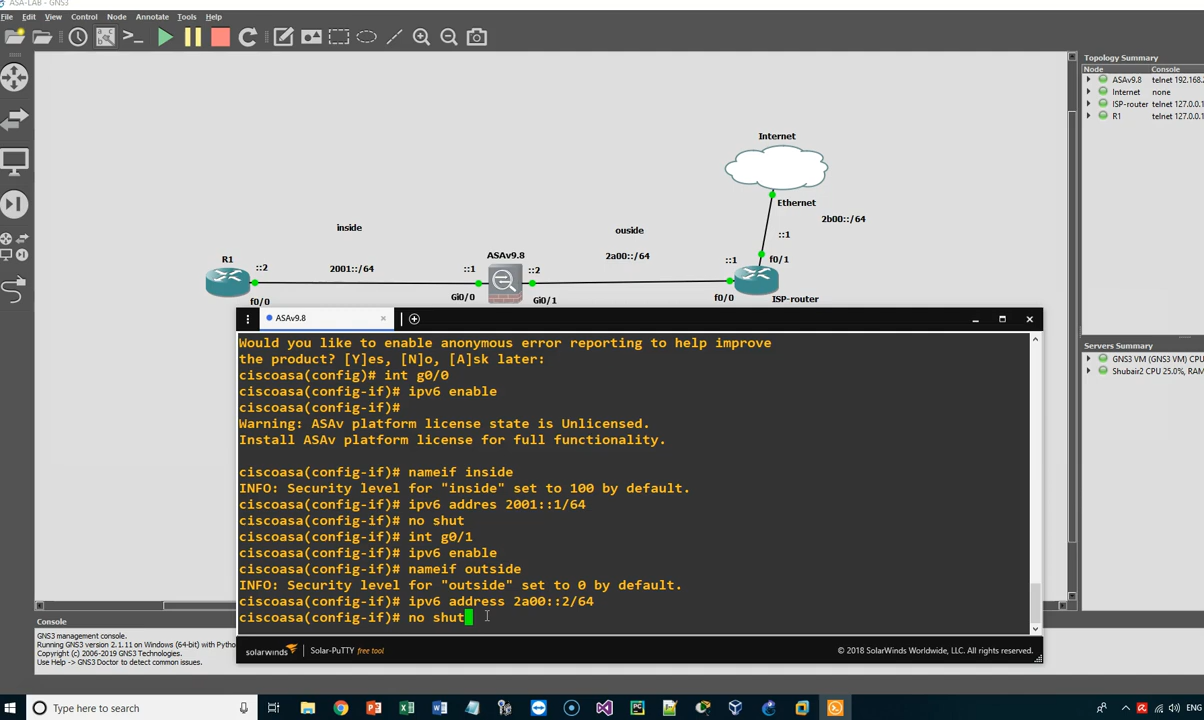 ASA-LAB - GNS3
File Edit View Control Node Annotate Tools Help
Topology Summary
Node Console
ASAv9.8 telnet 192.168.2
Internet none
ISP-router telnet 127.0.0.1
R1 telnet 127.0.0.1
Internet
Ethernet
2b00::/64
::1
f0/1
inside
ouside
R1
::2
2001::/64
::1
ASAv9.8
::2
2a00::/64
::1
f0/0
Gi0/0
Gi0/1
f0/0
ISP-router
ASAv9.8
Would you like to enable anonymous error reporting to help improve
the product? [Y]es, [N]o, [A]sk later:
ciscoasa(config)# int g0/0
ciscoasa(config-if)# ipv6 enable
ciscoasa(config-if)#
Warning: ASAv platform license state is Unlicensed.
Install ASAv platform license for full functionality.
ciscoasa(config-if)# nameif inside
INFO: Security level for "inside" set to 100 by default.
ciscoasa(config-if)# ipv6 addres 2001::1/64
ciscoasa(config-if)# no shut
ciscoasa(config-if)# int g0/1
ciscoasa(config-if)# ipv6 enable
ciscoasa(config-if)# nameif outside
INFO: Security level for "outside" set to 0 by default.
ciscoasa(config-if)# ipv6 address 2a00::2/64
ciscoasa(config-if)# no shut
solarwinds Solar-PuTTY free tool
© 2018 SolarWinds Worldwide, LLC. All rights reserved.
Servers Summary
GNS3 VM (GNS3 VM) CPU
Shubair2 CPU 25.0%, RAM
Console
GNS3 management console.
Running GNS3 version 2.1.11 on Windows (64-bit) with Pytho
Copyright (c) 2006-2019 GNS3 Technologies.
Use Help -> GNS3 Doctor to detect common issues.
Type here to search
ENG